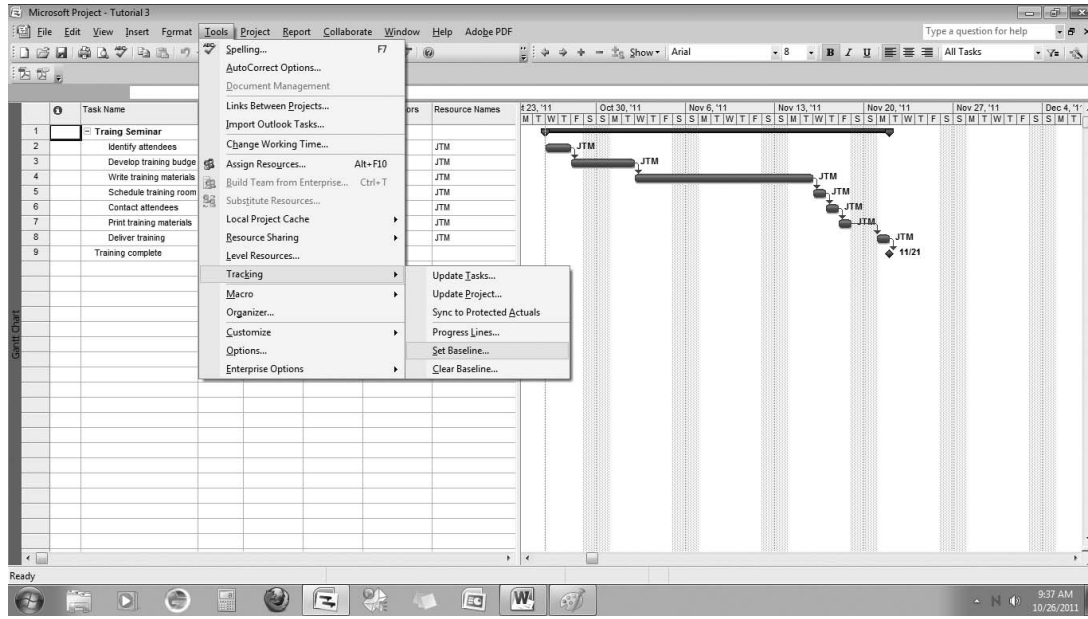 Microsoft Project - Tutorial 3
File Edit View Insert Format Tools Project Report Collaborate Window Help Adobe PDF
Type a question for help
Show Arial 8 B I U All Tasks
Spelling... F7
AutoCorrect Options...
Document Management
Links Between Projects...
Import Outlook Tasks...
Change Working Time...
Assign Resources... Alt+F10
Build Team from Enterprise... Ctrl+T
Substitute Resources...
Local Project Cache
Resource Sharing
Level Resources...
Tracking
Macro
Organizer...
Customize
Options...
Enterprise Options
Update Tasks...
Update Project...
Sync to Protected Actuals
Progress Lines...
Set Baseline...
Clear Baseline...
Task Name ors Resource Names
t 23, '11 Oct 30, '11 Nov 6, '11 Nov 13, '11 Nov 20, '11 Nov 27, '11 Dec 4, '1
M T W T F S S M T W T F S S M T W T F S S M T W T F S S M T W T F S S M T W T F S S M T
1 Traing Seminar
2 Identify attendees JTM JTM
3 Develop training budge JTM JTM
4 Write training materials JTM JTM
5 Schedule training room JTM JTM
6 Contact attendees JTM JTM
7 Print training materials JTM JTM
8 Deliver training JTM JTM
9 Training complete 11/21
Gantt Chart
Ready
9:37 AM
10/26/2011